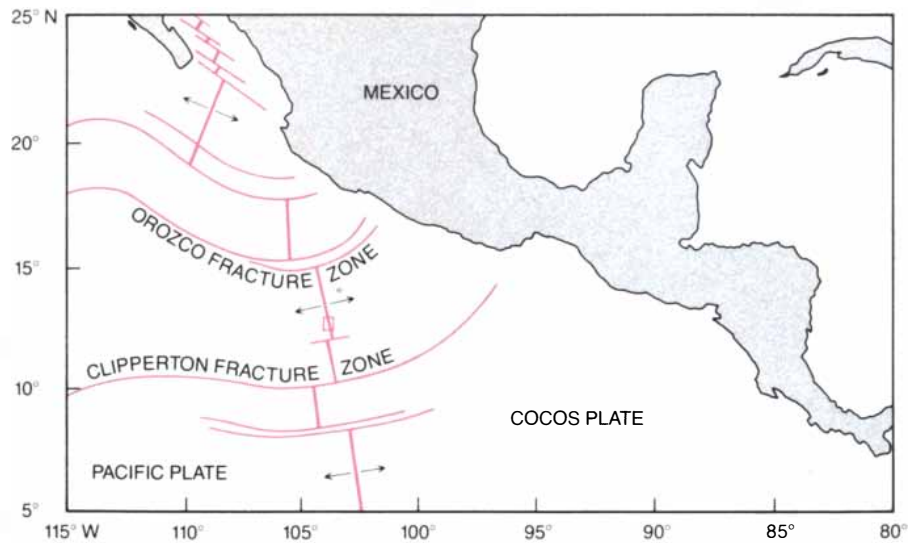 25° N
MEXICO
20°
OROZCO FRACTURE ZONE
15°
CLIPPERTON FRACTURE ZONE
10°
COCOS PLATE
PACIFIC PLATE
5°
115° W 110° 105° 100° 95° 90° 85° 80°